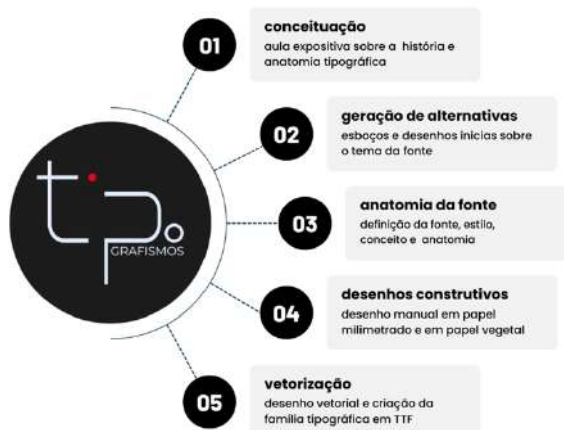 tipo
GRAFISMOS
01
conceituação
aula expositiva sobre a história e
anatomia tipográfica
02
geração de alternativas
esboços e desenhos inicias sobre
o tema da fonte
03
anatomia da fonte
definição da fonte, estilo,
conceito e anatomia
04
desenhos construtivos
desenho manual em papel
milimetrado e em papel vegetal
05
vetorização
desenho vetorial e criação da
família tipográfica em TTF